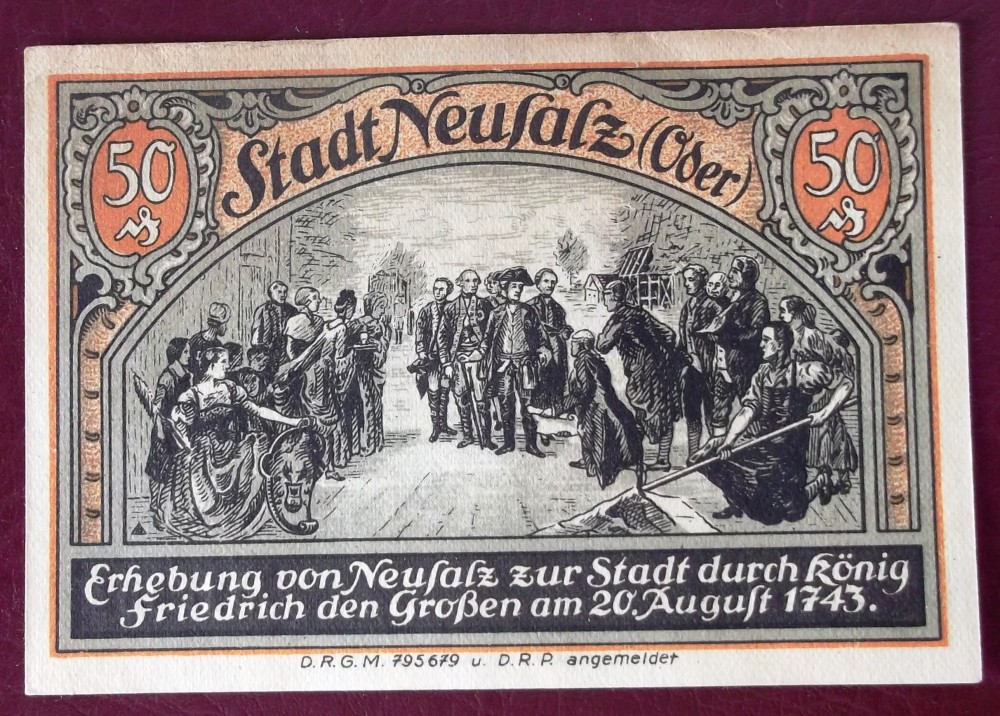 Stadt Neuſalz (Oder)
50 ₰
50 ₰
Erhebung von Neuſalz zur Stadt durch König
Friedrich den Großen am 20. Auguſt 1743.
D.R.G.M. 795679 u. D.R.P. angemeldet